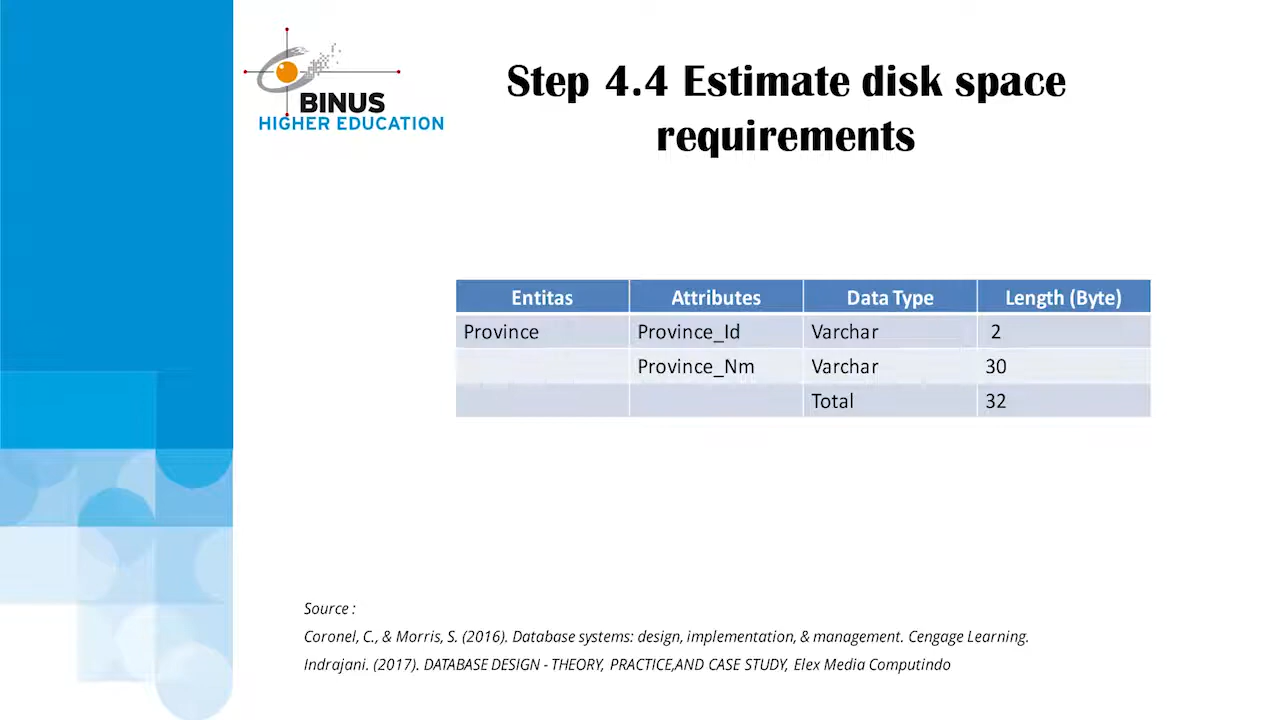 BINUS
HIGHER EDUCATION
Step 4.4 Estimate disk space
requirements
Entitas Attributes Data Type Length (Byte)
Province Province_Id Varchar 2
Province_Nm Varchar 30
Total 32
Source :
Coronel, C., & Morris, S. (2016). Database systems: design, implementation, & management. Cengage Learning.
Indrajani. (2017). DATABASE DESIGN - THEORY, PRACTICE,AND CASE STUDY, Elex Media Computindo